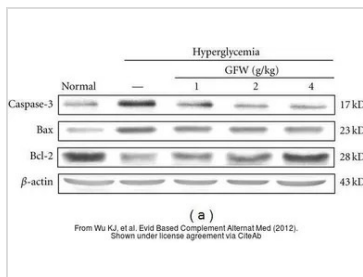 Hyperglycemia
GFW (g/kg)
Normal — 1 2 4
Caspase-3 17 kD
Bax 23 kD
Bcl-2 28 kD
β-actin 43 kD
(a)
From Wu KJ, et al. Evid Based Complement Alternat Med (2012).
Shown under license agreement via CiteAb